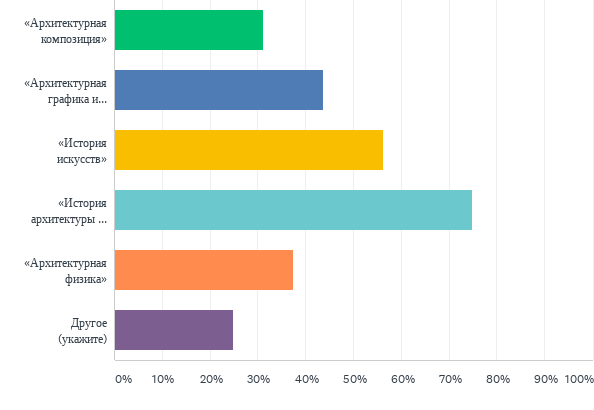 «Архитектурная
композиция»
«Архитектурная
графика и...
«История
искусств»
«История
архитектуры ...
«Архитектурная
физика»
Другое
(укажите)
0% 10% 20% 30% 40% 50% 60% 70% 80% 90% 100%